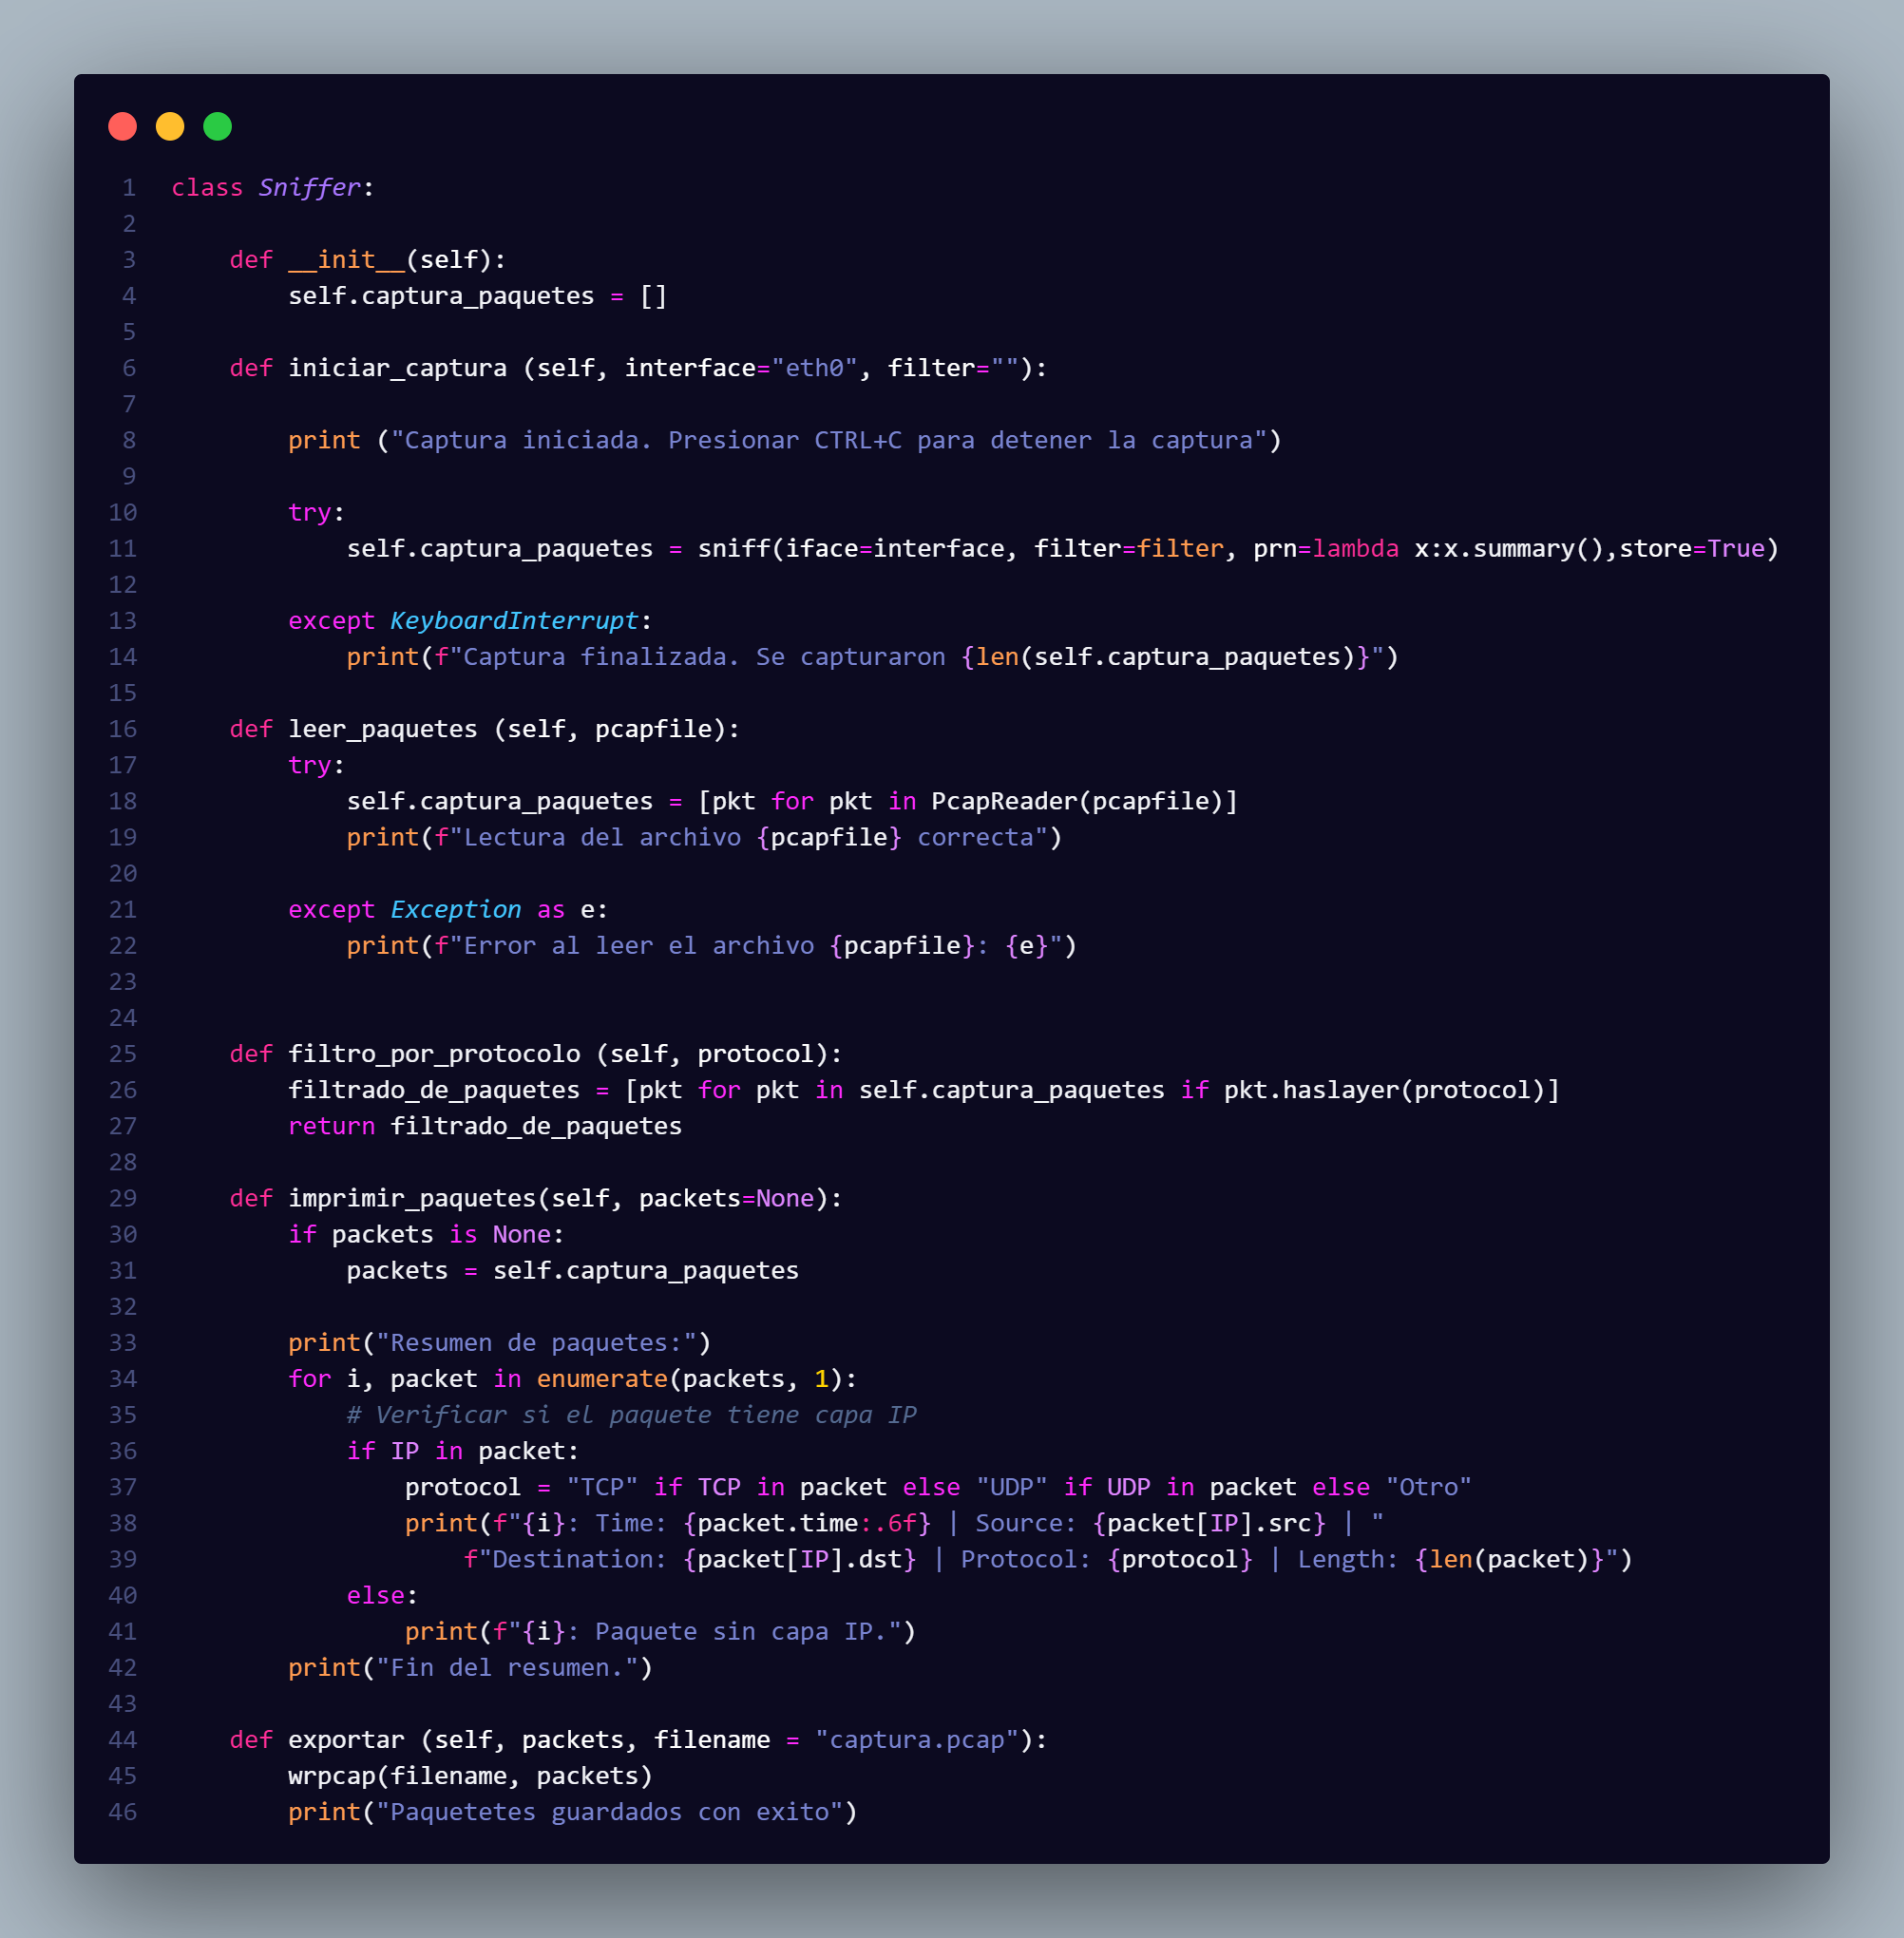 1 class Sniffer:
2
3     def __init__(self):
4         self.captura_paquetes = []
5
6     def iniciar_captura (self, interface="eth0", filter=""):
7
8         print ("Captura iniciada. Presionar CTRL+C para detener la captura")
9
10         try:
11             self.captura_paquetes = sniff(iface=interface, filter=filter, prn=lambda x:x.summary(),store=True)
12
13         except KeyboardInterrupt:
14             print(f"Captura finalizada. Se capturaron {len(self.captura_paquetes)}")
15
16     def leer_paquetes (self, pcapfile):
17         try:
18             self.captura_paquetes = [pkt for pkt in PcapReader(pcapfile)]
19             print(f"Lectura del archivo {pcapfile} correcta")
20
21         except Exception as e:
22             print(f"Error al leer el archivo {pcapfile}: {e}")
23
24
25     def filtro_por_protocolo (self, protocol):
26         filtrado_de_paquetes = [pkt for pkt in self.captura_paquetes if pkt.haslayer(protocol)]
27         return filtrado_de_paquetes
28
29     def imprimir_paquetes(self, packets=None):
30         if packets is None:
31             packets = self.captura_paquetes
32
33         print("Resumen de paquetes:")
34         for i, packet in enumerate(packets, 1):
35             # Verificar si el paquete tiene capa IP
36             if IP in packet:
37                 protocol = "TCP" if TCP in packet else "UDP" if UDP in packet else "Otro"
38                 print(f"{i}: Time: {packet.time:.6f} | Source: {packet[IP].src} | "
39                     f"Destination: {packet[IP].dst} | Protocol: {protocol} | Length: {len(packet)}")
40             else:
41                 print(f"{i}: Paquete sin capa IP.")
42         print("Fin del resumen.")
43
44     def exportar (self, packets, filename = "captura.pcap"):
45         wrpcap(filename, packets)
46         print("Paquetetes guardados con exito")